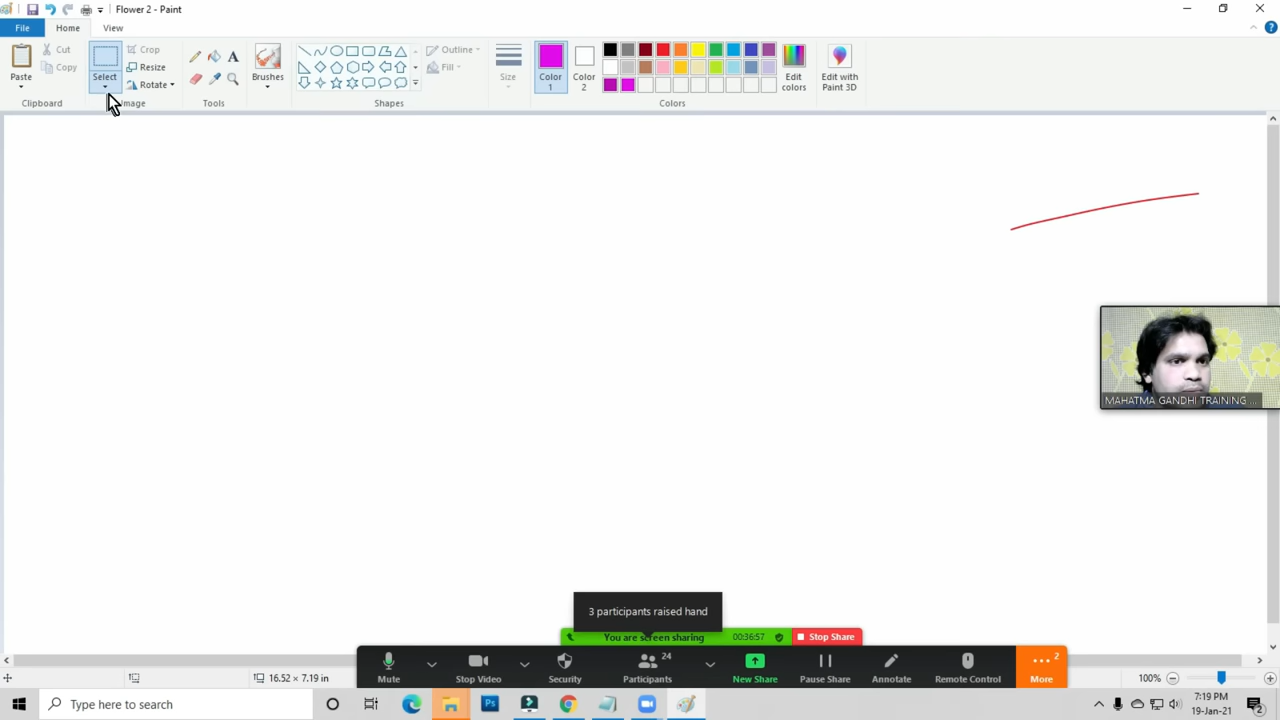 Flower 2 - Paint
File
Home
View
Paste
Cut
Copy
Clipboard
Select
Crop
Resize
Rotate
Image
A
Tools
Brushes
Shapes
Outline
Fill
Size
Color
1
Color
2
Colors
Edit
colors
Edit with
Paint 3D
MAHATMA GANDHI TRAINING ...
3 participants raised hand
You are screen sharing
00:36:57
Stop Share
Mute
Stop Video
Security
Participants
24
New Share
Pause Share
Annotate
Remote Control
More
2
16.52 × 7.19 in
100%
Type here to search
Ps
7:19 PM
19-Jan-21
2